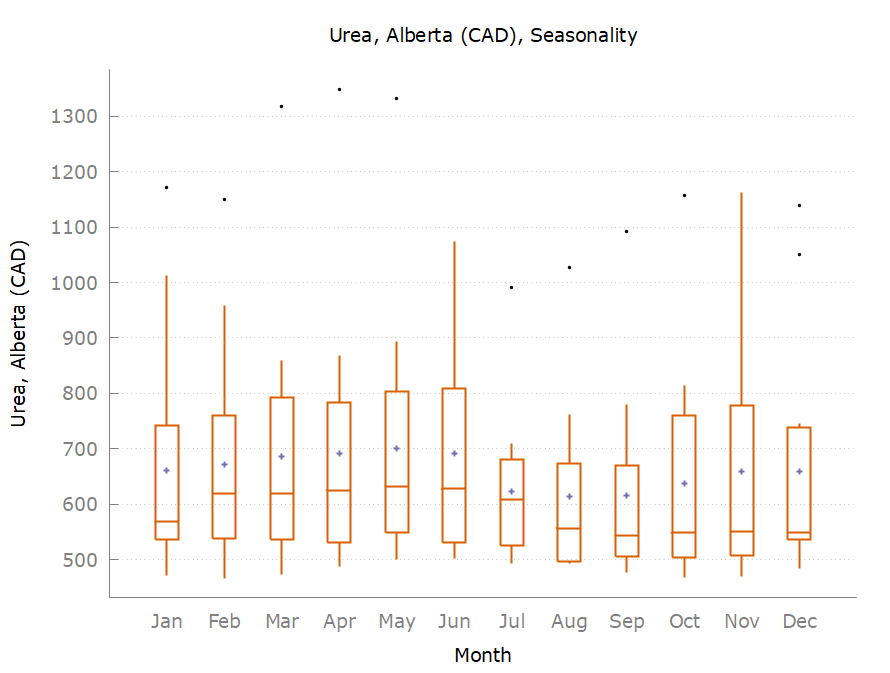 Urea, Alberta (CAD), Seasonality
Urea, Alberta (CAD)
1300
1200
1100
1000
900
800
700
600
500
Jan Feb Mar Apr May Jun Jul Aug Sep Oct Nov Dec
Month